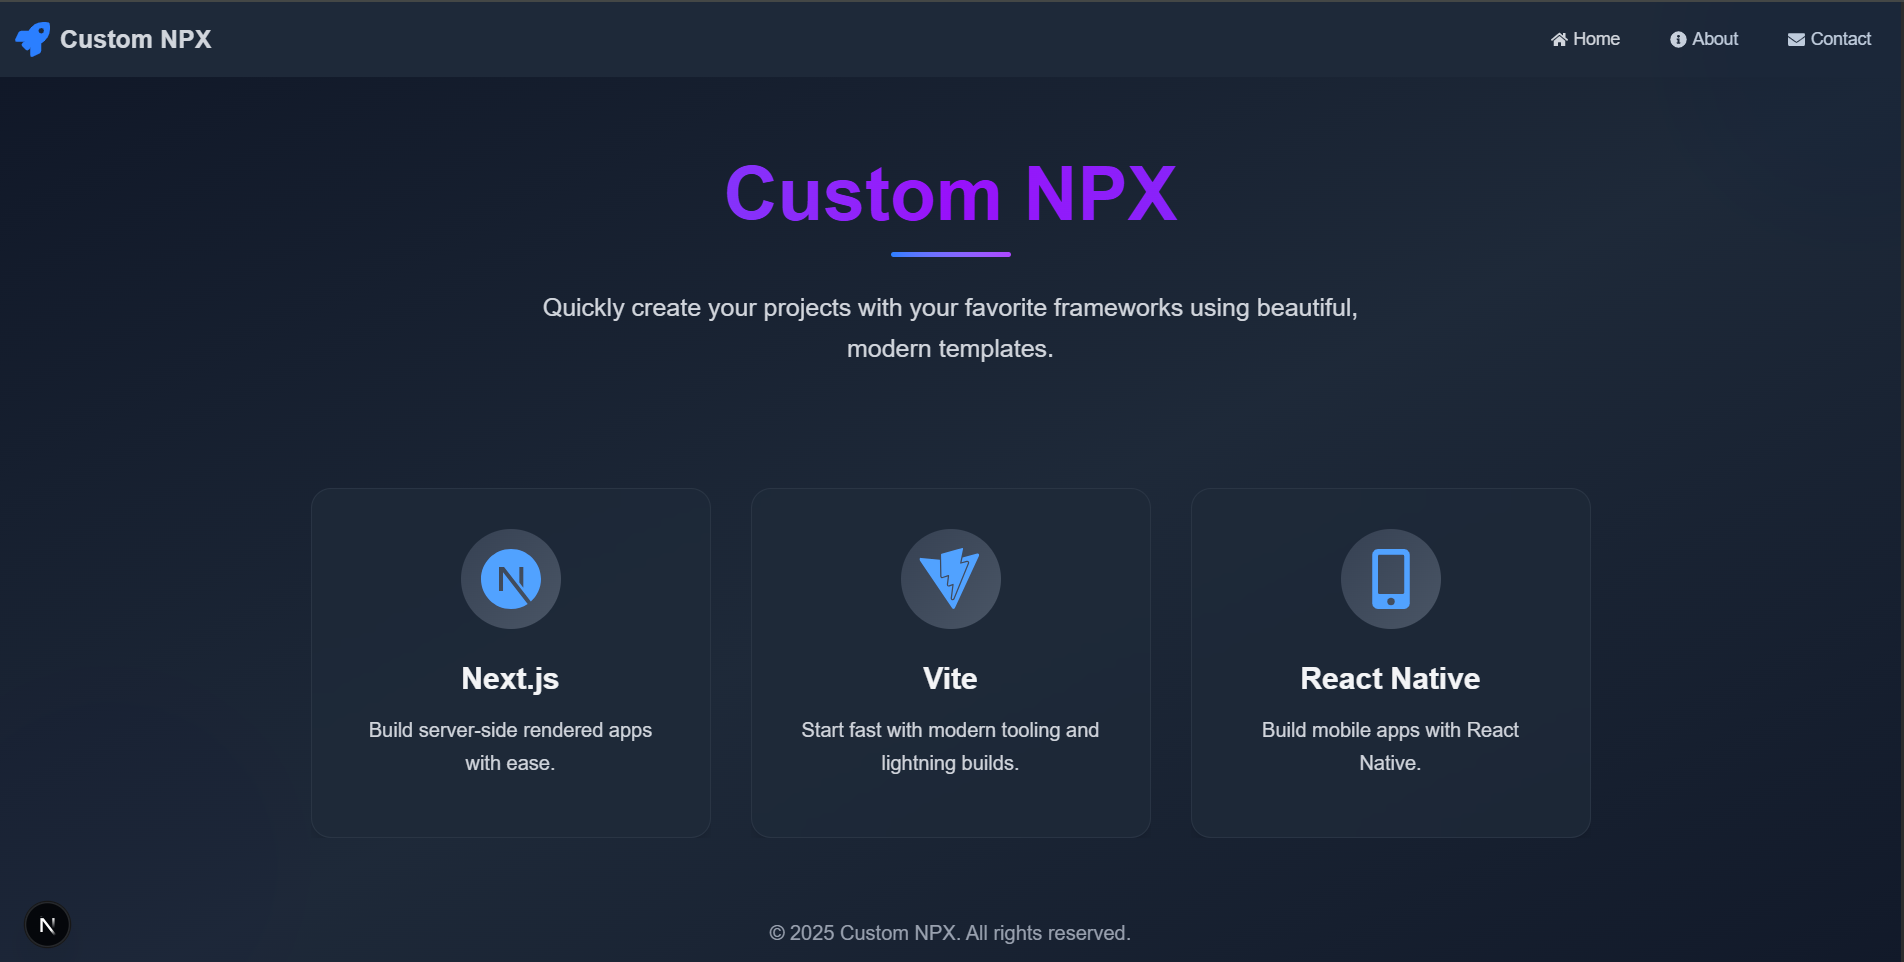 Custom NPX
Home
About
Contact
Custom NPX
Quickly create your projects with your favorite frameworks using beautiful,
modern templates.
N
Next.js
Build server-side rendered apps
with ease.
Vite
Start fast with modern tooling and
lightning builds.
React Native
Build mobile apps with React
Native.
N
© 2025 Custom NPX. All rights reserved.